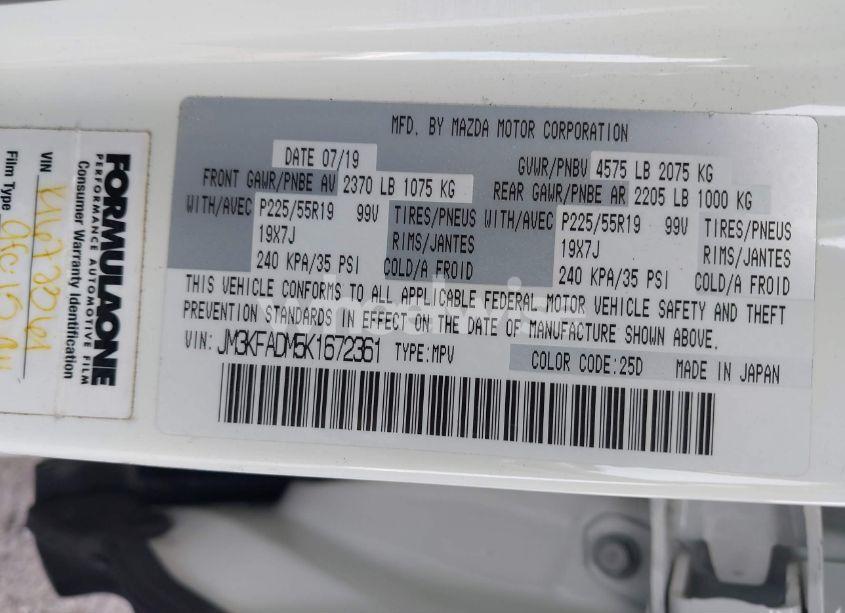 MFD. BY MAZDA MOTOR CORPORATION
DATE 07/19 GVWR/PNBV 4575 LB 2075 KG
FRONT GAWR/PNBE AV 2370 LB 1075 KG REAR GAWR/PNBE AR 2205 LB 1000 KG
WITH/AVEC P225/55R19 99V TIRES/PNEUS WITH/AVEC P225/55R19 99V TIRES/PNEUS
19X7J RIMS/JANTES 19X7J RIMS/JANTES
240 KPA/35 PSI COLD/A FROID 240 KPA/35 PSI COLD/A FROID
THIS VEHICLE CONFORMS TO ALL APPLICABLE FEDERAL MOTOR VEHICLE SAFETY AND THEFT
PREVENTION STANDARDS IN EFFECT ON THE DATE OF MANUFACTURE SHOWN ABOVE.
VIN: JM3KFADM5K1672361 TYPE:MPV COLOR CODE:25D MADE IN JAPAN
FORMULAONE
PERFORMANCE AUTOMOTIVE FILM
Consumer Warranty Identification
VIN
Film Type
wheelwise